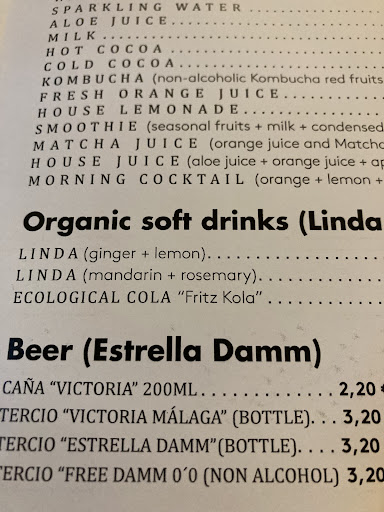 SPARKLING WATER ............
ALOE JUICE ............
MILK ............
HOT COCOA ............
COLD COCOA ............
KOMBUCHA (non-alcoholic Kombucha red fruits
FRESH ORANGE JUICE ............
HOUSE LEMONADE ............
SMOOTHIE (seasonal fruits + milk + condensed
MATCHA JUICE (orange juice and Matcha
HOUSE JUICE (aloe juice + orange juice + ap
MORNING COCKTAIL (orange + lemon +
Organic soft drinks (Linda
LINDA (ginger + lemon) ............
LINDA (mandarin + rosemary) ............
ECOLOGICAL COLA “Fritz Kola” ............
Beer (Estrella Damm)
CAÑA “VICTORIA” 200ML ............ 2,20 €
TERCIO “VICTORIA MÁLAGA” (BOTTLE)... 3,20
TERCIO “ESTRELLA DAMM”(BOTTLE).... 3,20
TERCIO “FREE DAMM 0´0 (NON ALCOHOL) 3,20